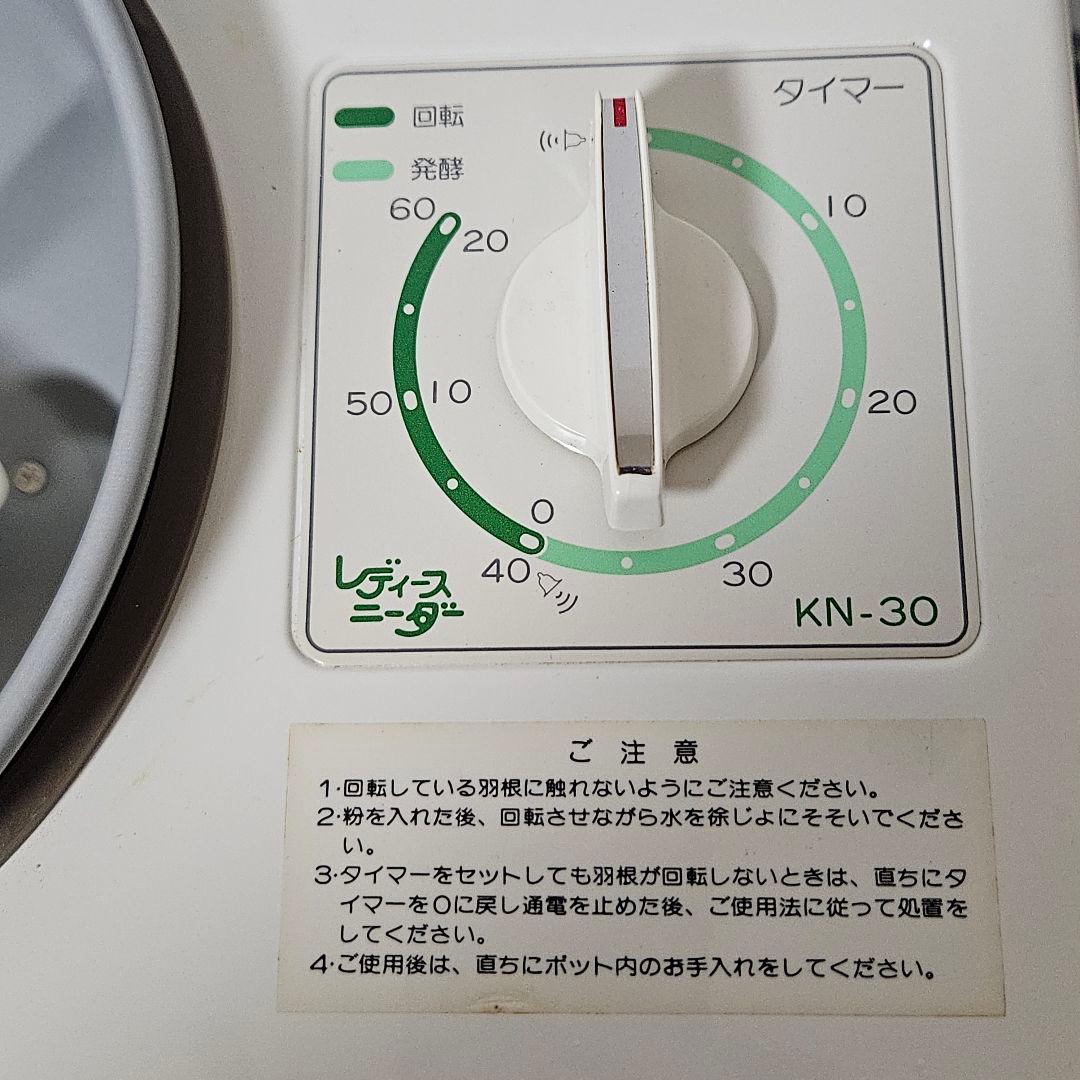 タイマー
回転
発酵
60
20
10
50
10
20
0
40
30
レディース
ニーダー
KN-30
ご注意
1・回転している羽根に触れないようにご注意ください。
2・粉を入れた後、回転させながら水を徐じょにそそいでくださ
い。
3・タイマーをセットしても羽根が回転しないときは、直ちにタ
イマーを0に戻し通電を止めた後、ご使用法に従って処置を
してください。
4・ご使用後は、直ちにポット内のお手入れをしてください。